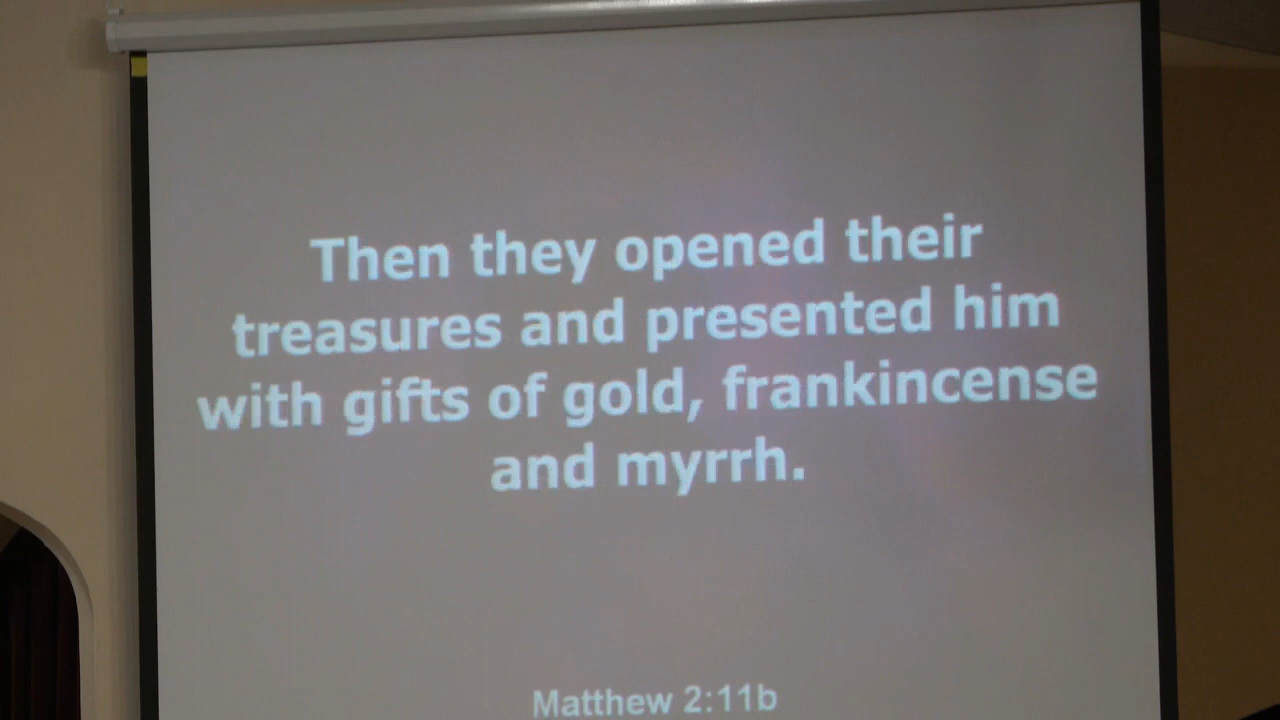 Then they opened their
treasures and presented him
with gifts of gold, frankincense
and myrrh.
Matthew 2:11b